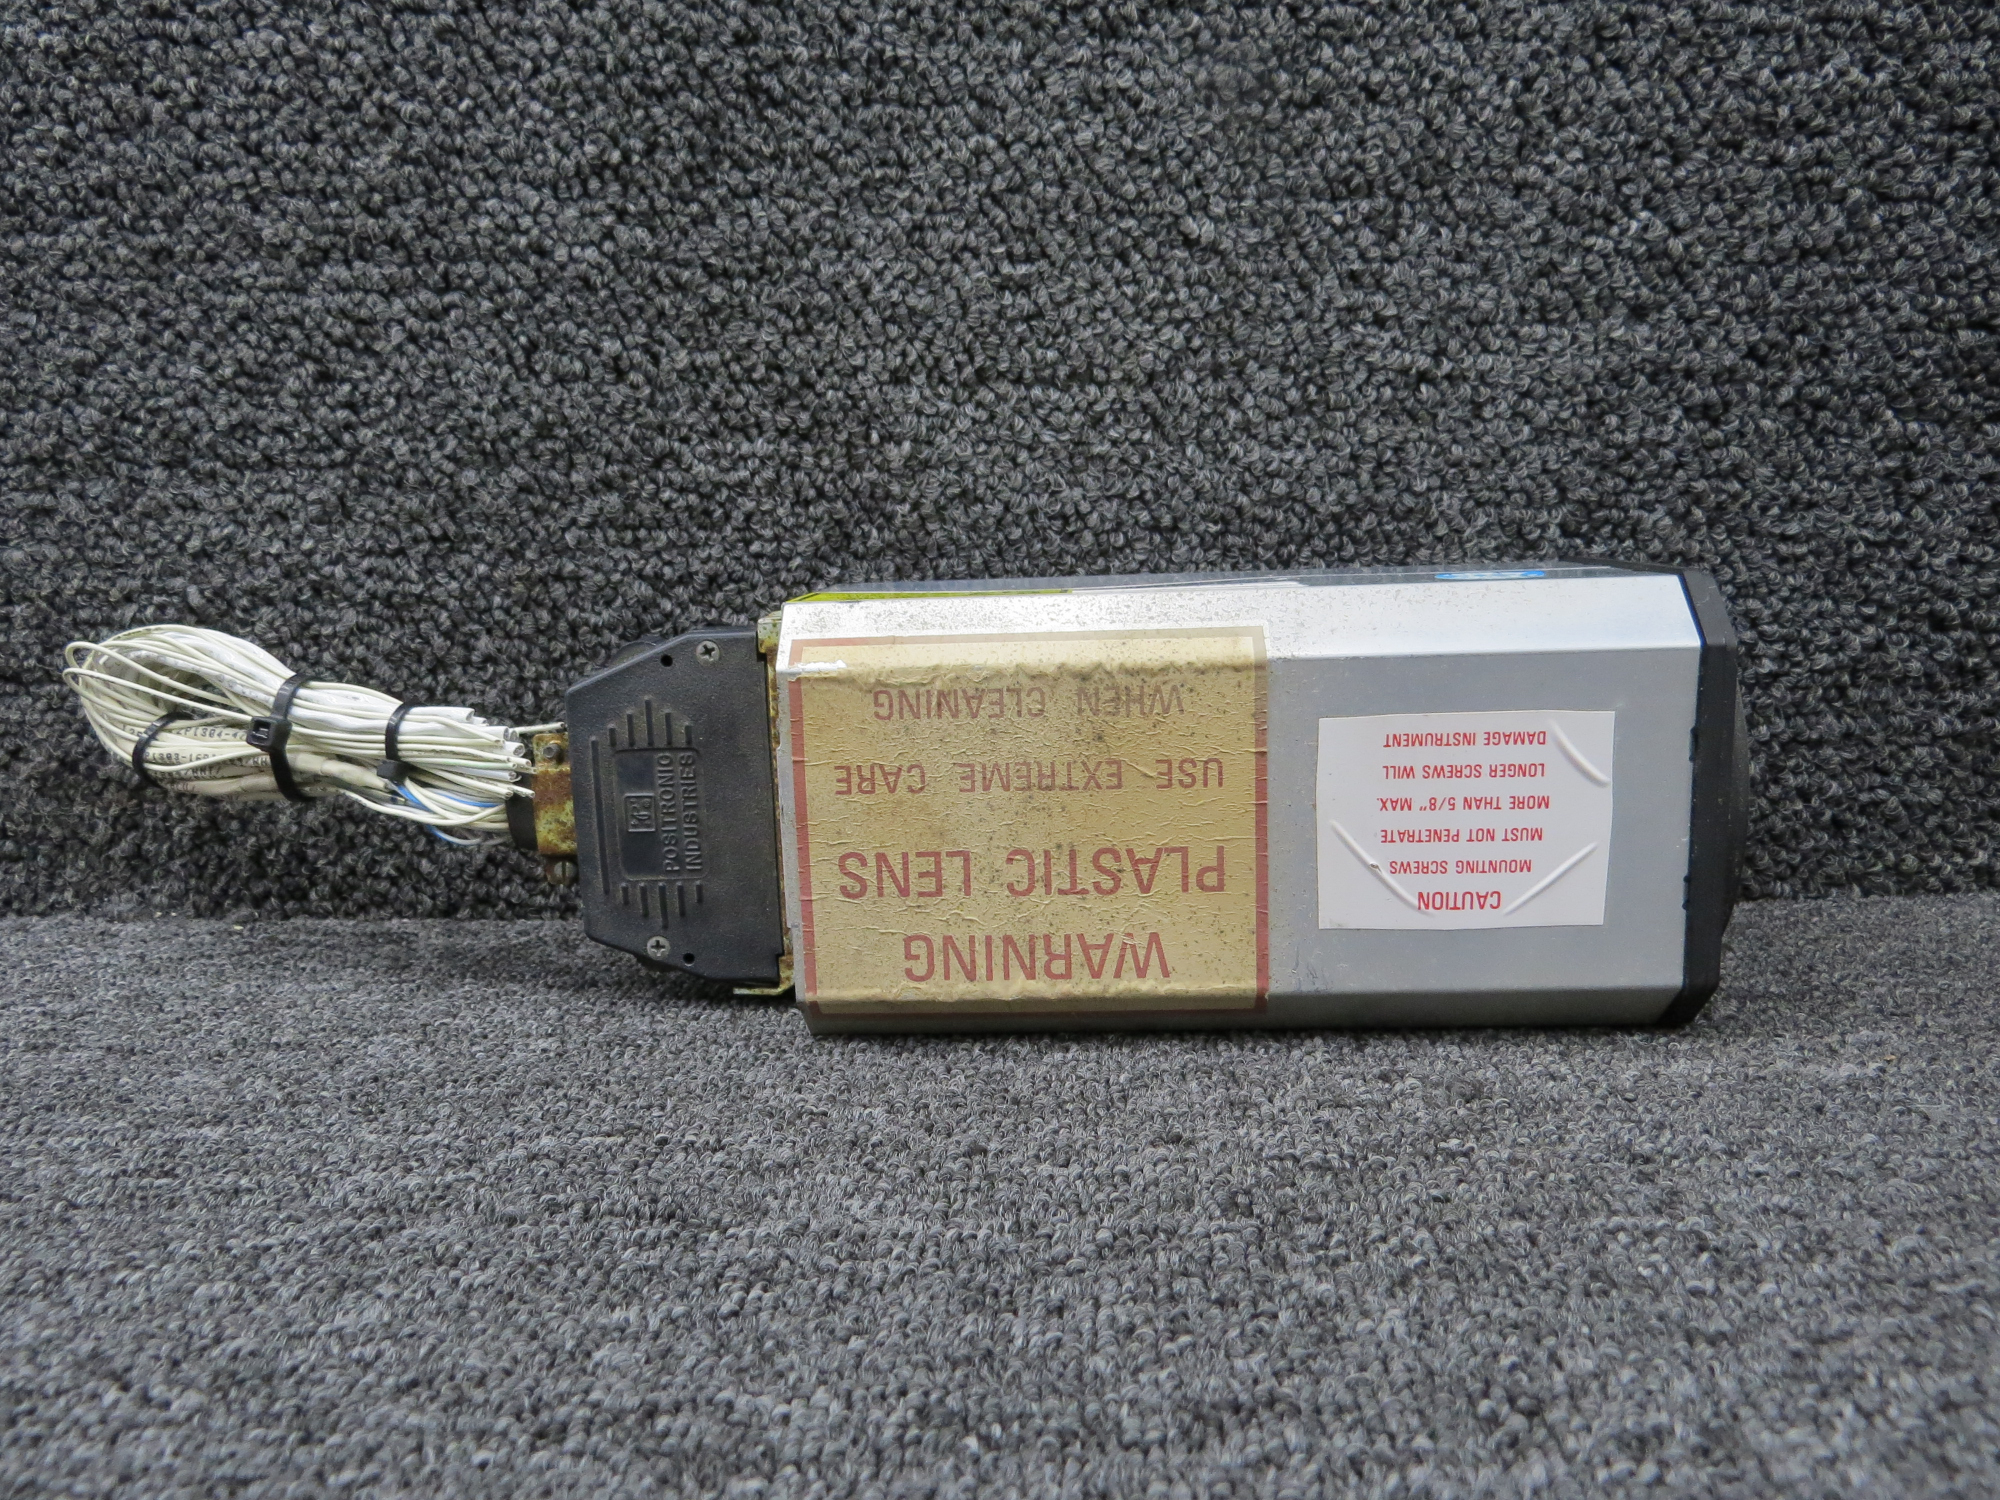 WARNING
PLASTIC LENS
USE EXTREME CARE
WHEN CLEANING
CAUTION
MOUNTING SCREWS
MUST NOT PENETRATE
MORE THAN 5/8" MAX.
LONGER SCREWS WILL
DAMAGE INSTRUMENT
POSITRONIC
INDUSTRIES